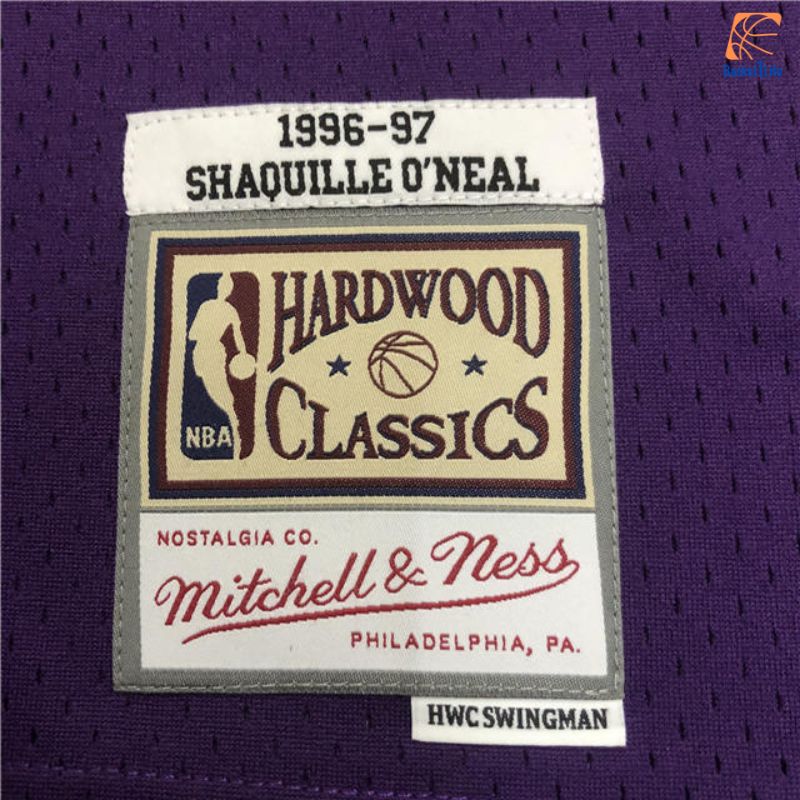 1996-97
SHAQUILLE O'NEAL
HARDWOOD
CLASSICS
NBA
NOSTALGIA CO.
Mitchell & Ness
PHILADELPHIA, PA.
HWC SWINGMAN